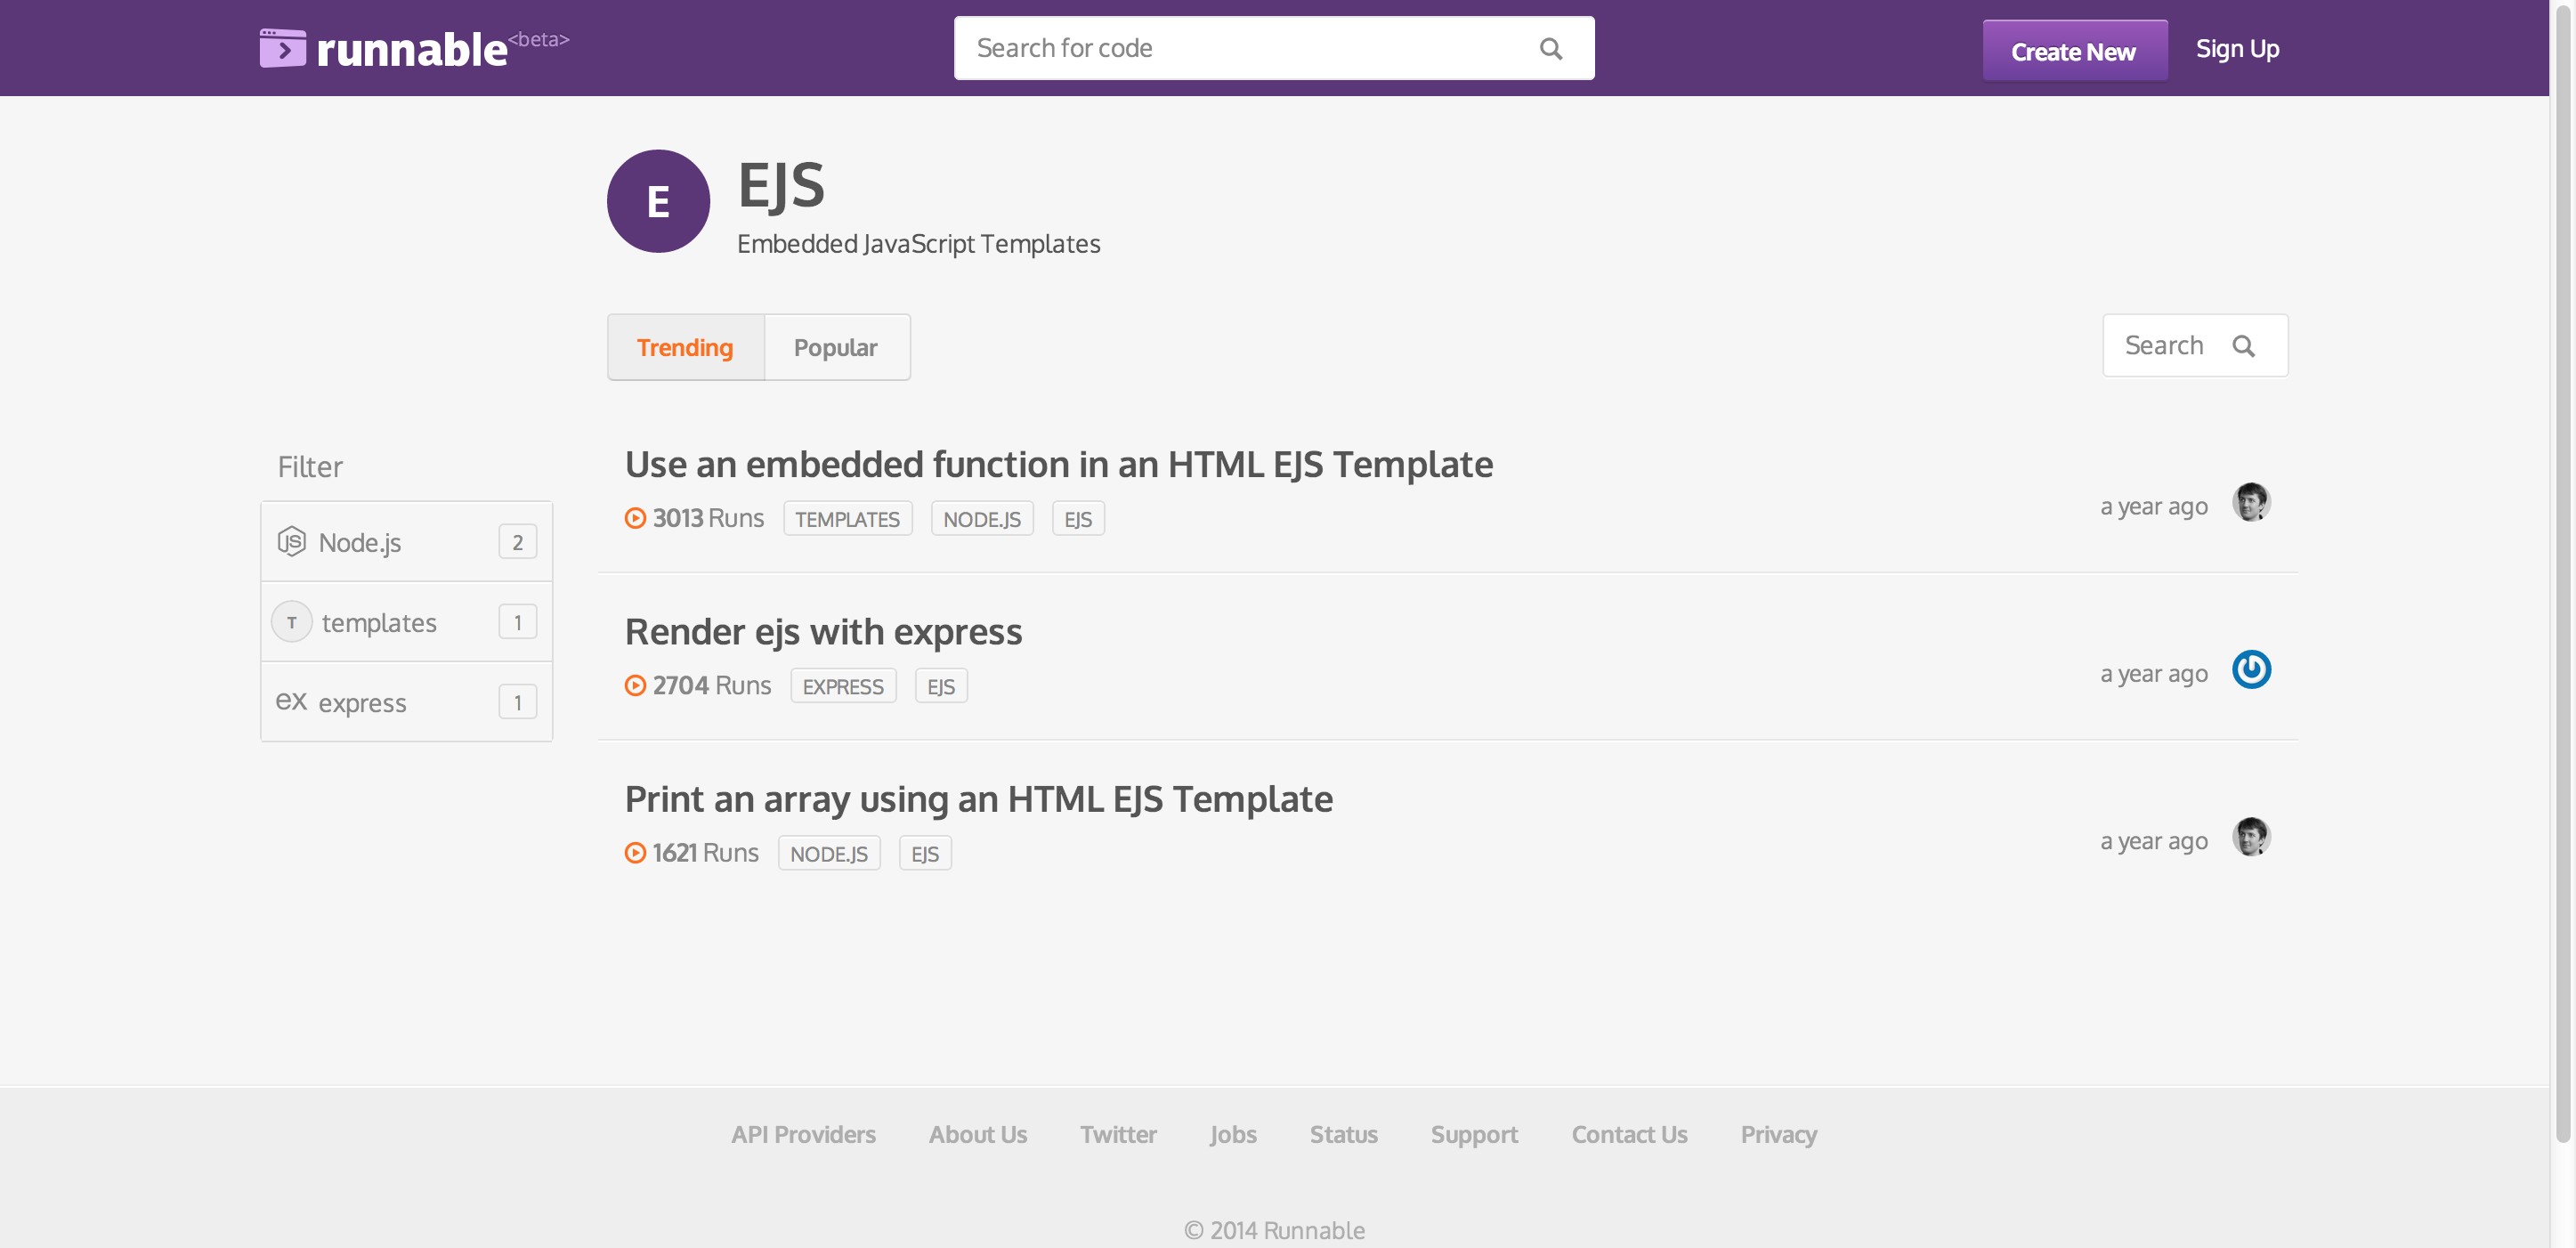 runnable<beta>
Search for code
Create New
Sign Up
E
EJS
Embedded JavaScript Templates
Trending
Popular
Search
Filter
JS Node.js 2
T templates 1
ex express 1
Use an embedded function in an HTML EJS Template
3013 Runs TEMPLATES NODE.JS EJS
a year ago
Render ejs with express
2704 Runs EXPRESS EJS
a year ago
Print an array using an HTML EJS Template
1621 Runs NODE.JS EJS
a year ago
API Providers About Us Twitter Jobs Status Support Contact Us Privacy
© 2014 Runnable